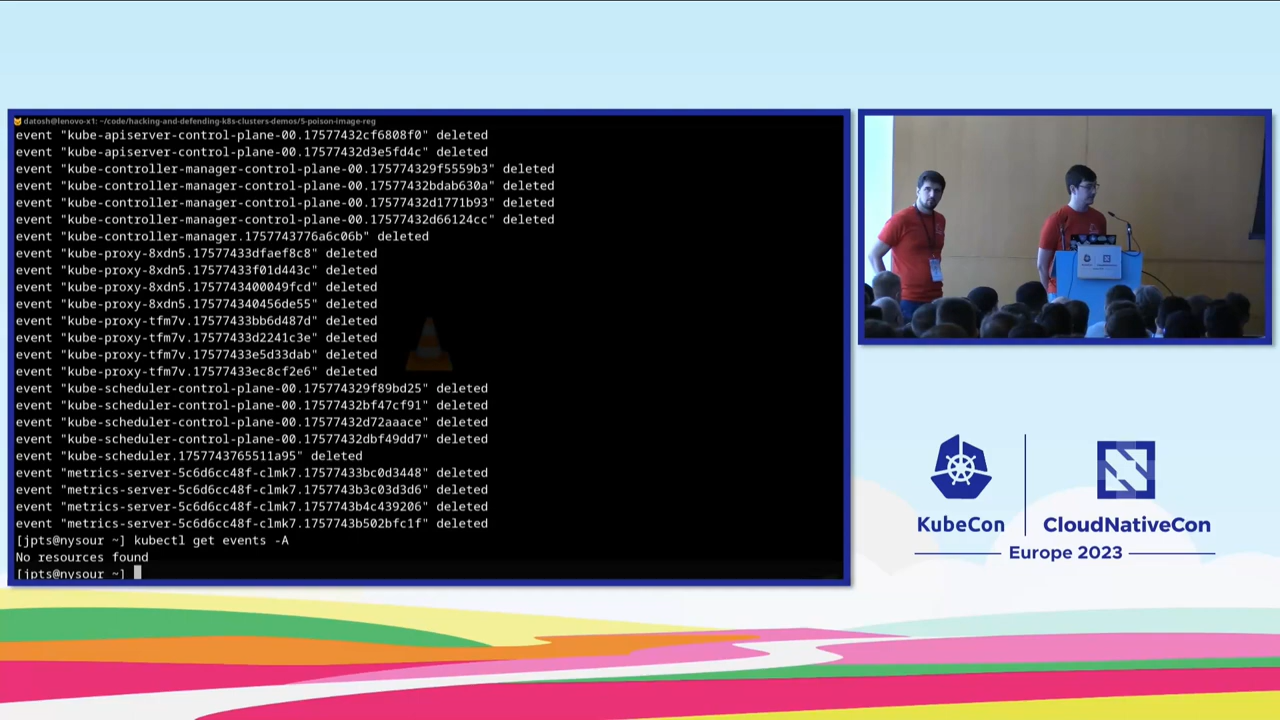 datosh@lenovo-x1: ~/code/hacking-and-defending-k8s-clusters-demos/5-poison-image-reg
event "kube-apiserver-control-plane-00.17577432cf6808f0" deleted
event "kube-apiserver-control-plane-00.17577432d3e5fd4c" deleted
event "kube-controller-manager-control-plane-00.175774329f5559b3" deleted
event "kube-controller-manager-control-plane-00.17577432bdab630a" deleted
event "kube-controller-manager-control-plane-00.17577432d1771b93" deleted
event "kube-controller-manager-control-plane-00.17577432d66124cc" deleted
event "kube-controller-manager.1757743776a6c06b" deleted
event "kube-proxy-8xdn5.17577433dfaef8c8" deleted
event "kube-proxy-8xdn5.17577433f01d443c" deleted
event "kube-proxy-8xdn5.1757743400049fcd" deleted
event "kube-proxy-8xdn5.175774340456de55" deleted
event "kube-proxy-tfm7v.17577433bb6d487d" deleted
event "kube-proxy-tfm7v.17577433d2241c3e" deleted
event "kube-proxy-tfm7v.17577433e5d33dab" deleted
event "kube-proxy-tfm7v.17577433ec8cf2e6" deleted
event "kube-scheduler-control-plane-00.175774329f89bd25" deleted
event "kube-scheduler-control-plane-00.17577432bf47cf91" deleted
event "kube-scheduler-control-plane-00.17577432d72aaace" deleted
event "kube-scheduler-control-plane-00.17577432dbf49dd7" deleted
event "kube-scheduler.1757743765511a95" deleted
event "metrics-server-5c6d6cc48f-clmk7.17577433bc0d3448" deleted
event "metrics-server-5c6d6cc48f-clmk7.1757743b3c03d3d6" deleted
event "metrics-server-5c6d6cc48f-clmk7.1757743b4c439206" deleted
event "metrics-server-5c6d6cc48f-clmk7.1757743b502bfc1f" deleted
[jpts@nysour ~] kubectl get events -A
No resources found
[jpts@nysour ~]
KubeCon
CloudNativeCon
Europe 2023